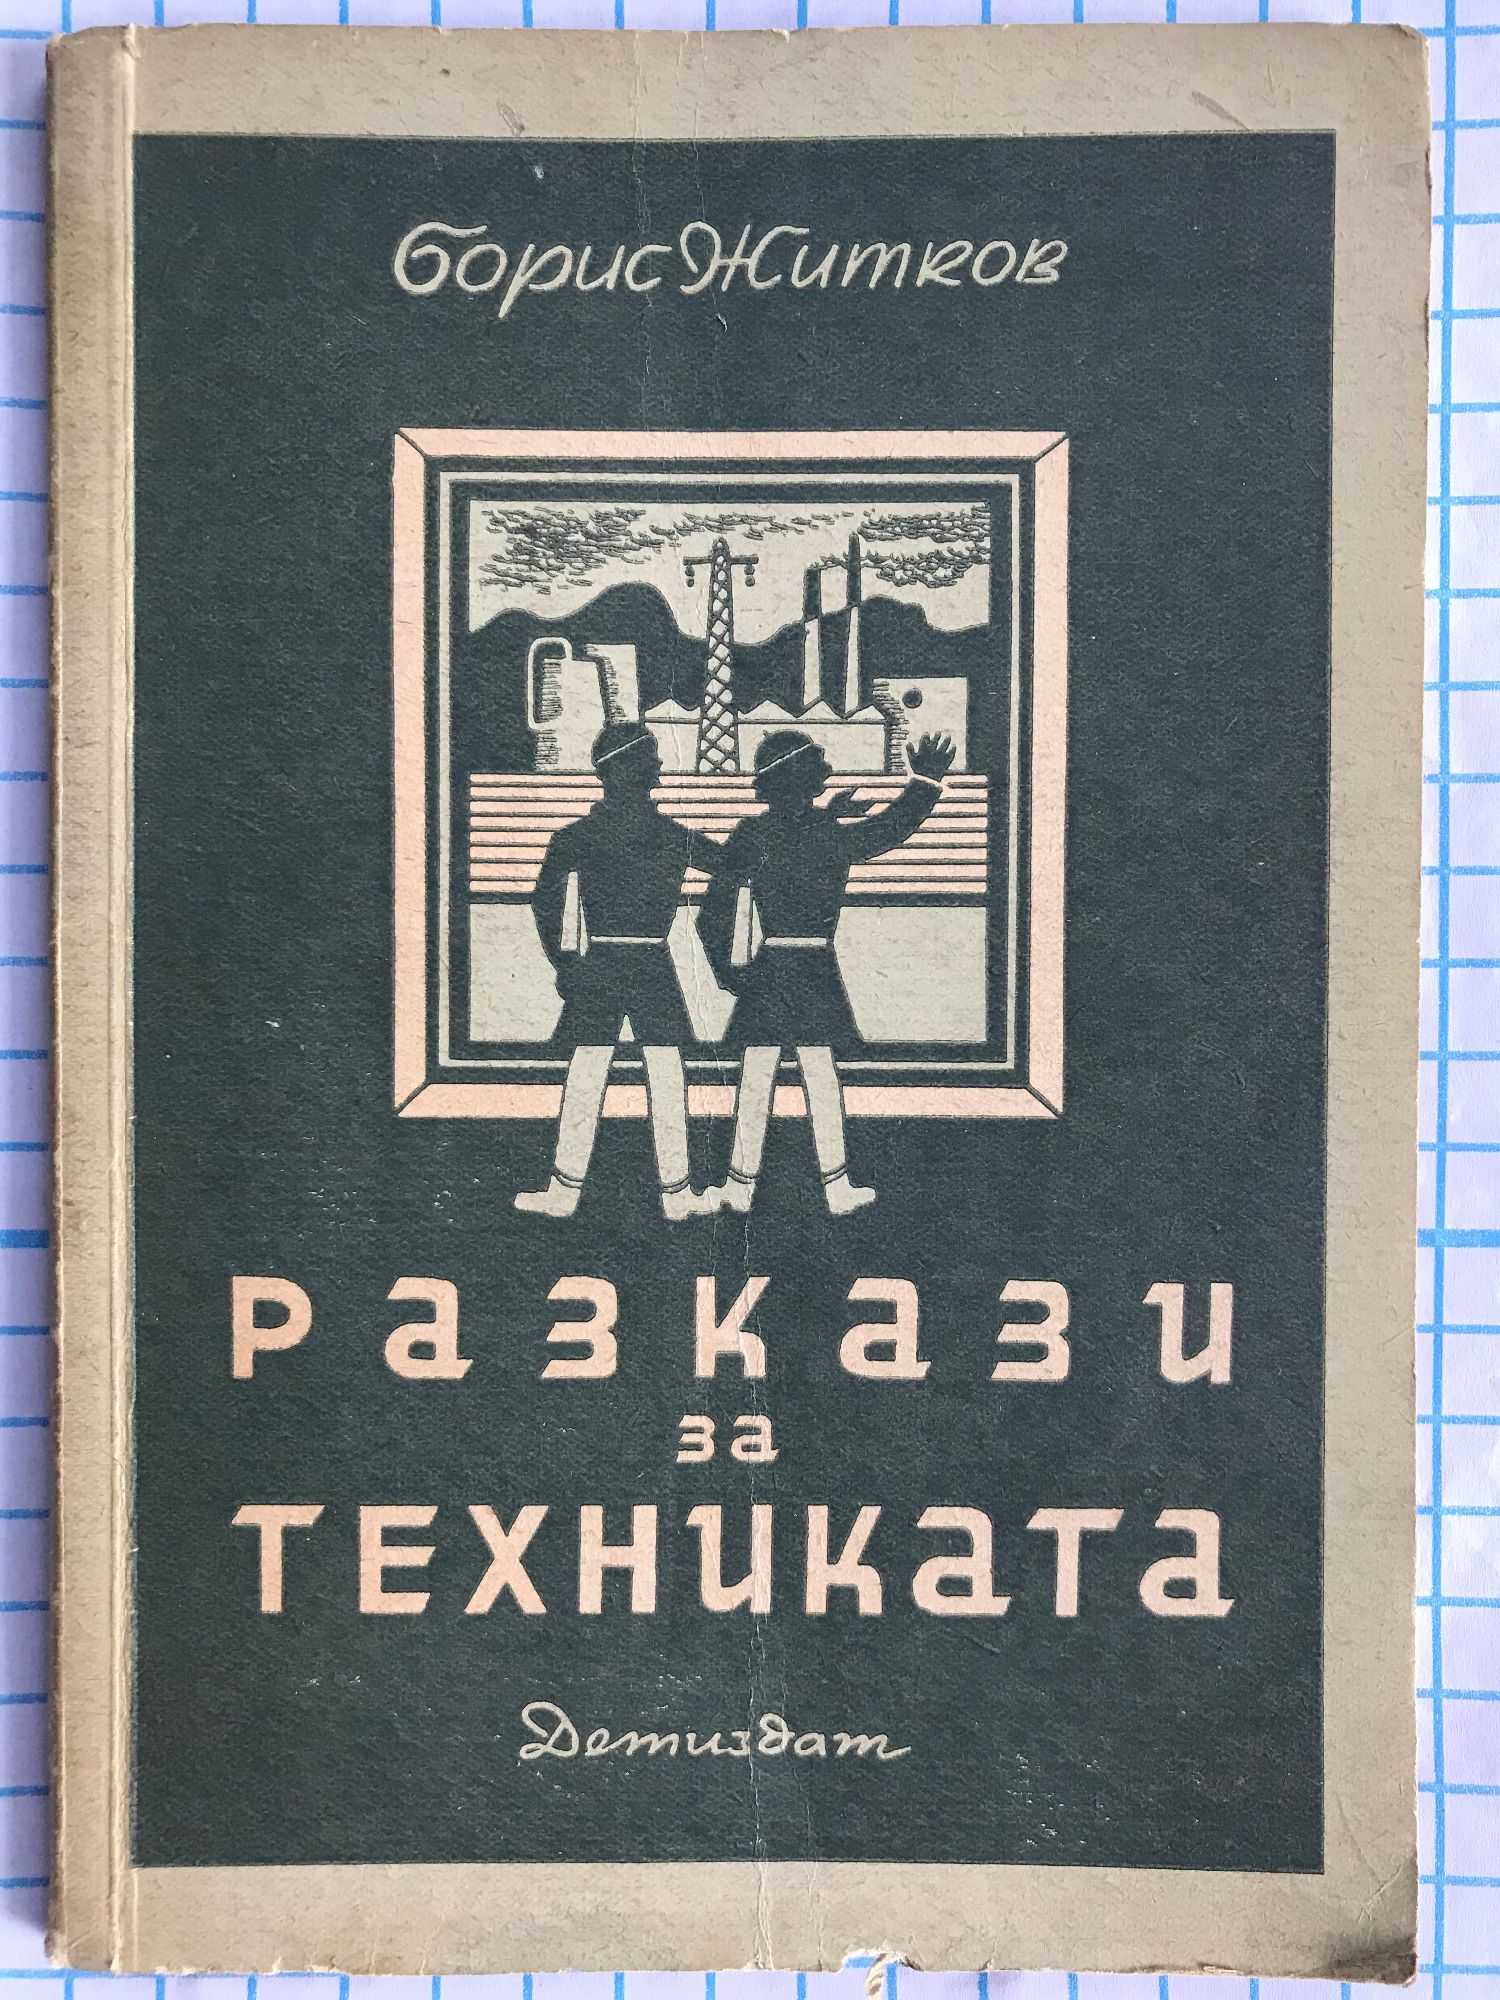 Борис Житков
Разкази
за
техниката
Детиздат